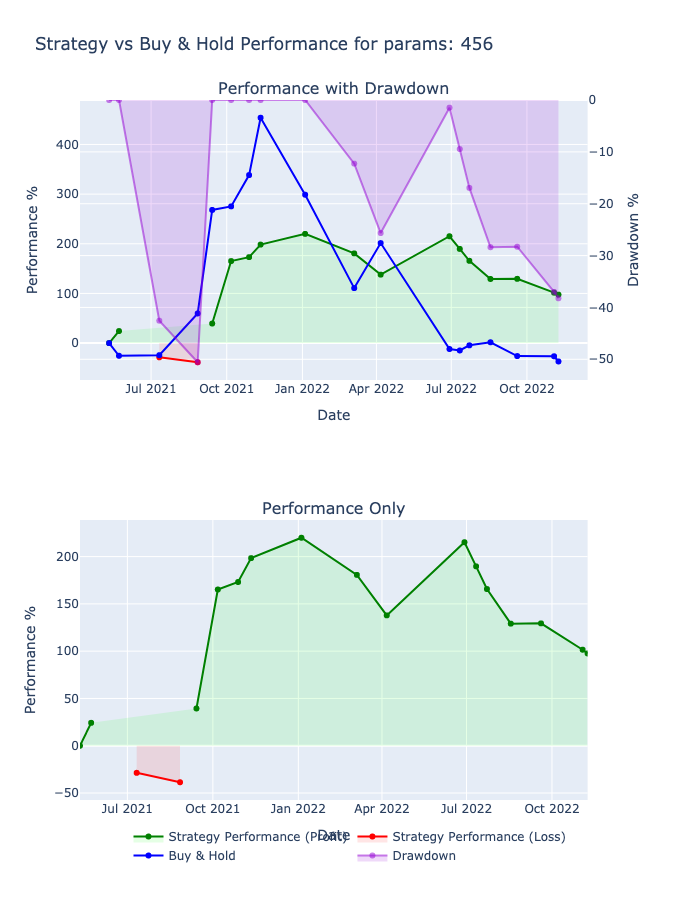 Strategy vs Buy & Hold Performance for params: 456
Performance with Drawdown
400
300
200
100
0
0
−10
−20
−30
−40
−50
Performance %
Drawdown %
Jul 2021 Oct 2021 Jan 2022 Apr 2022 Jul 2022 Oct 2022
Date
Performance Only
200
150
100
50
0
−50
Performance %
Jul 2021 Oct 2021 Jan 2022 Apr 2022 Jul 2022 Oct 2022
Date
Strategy Performance (Profit) Strategy Performance (Loss)
Buy & Hold Drawdown